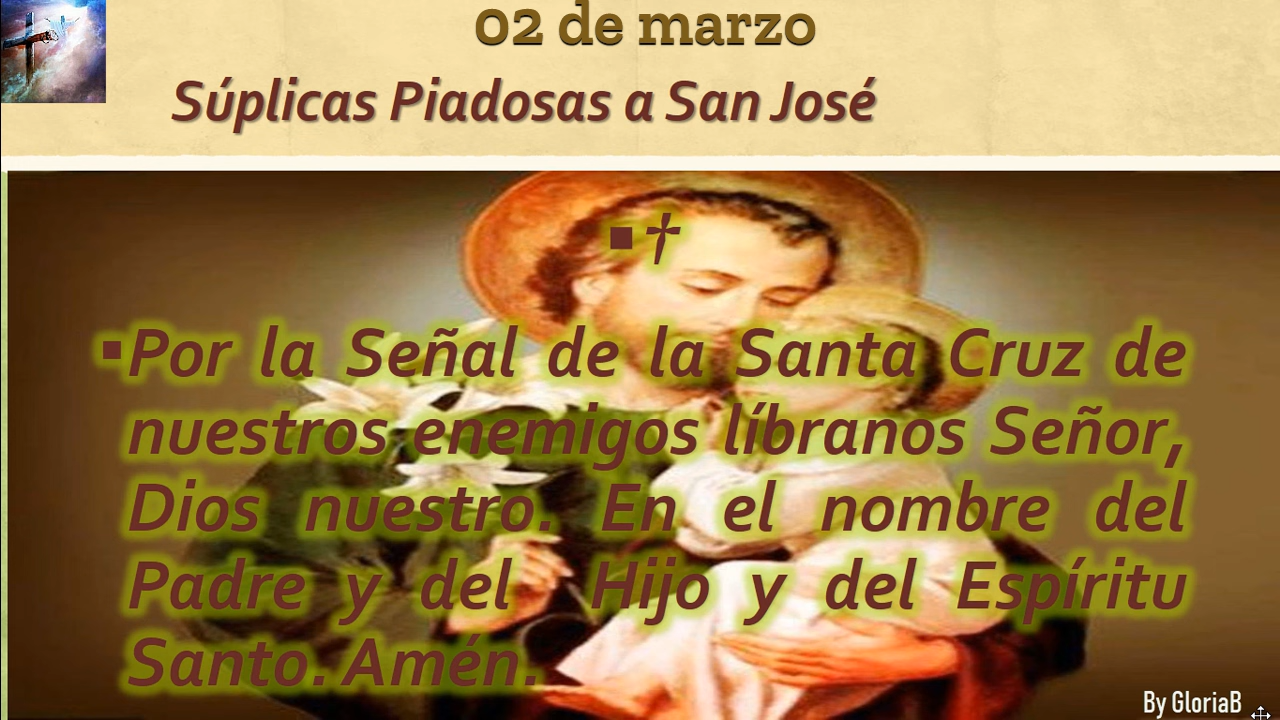 02 de marzo
Súplicas Piadosas a San José
▪†
▪Por la Señal de la Santa Cruz de
nuestros enemigos líbranos Señor,
Dios nuestro. En el nombre del
Padre y del Hijo y del Espíritu
Santo. Amén.
By GloriaB